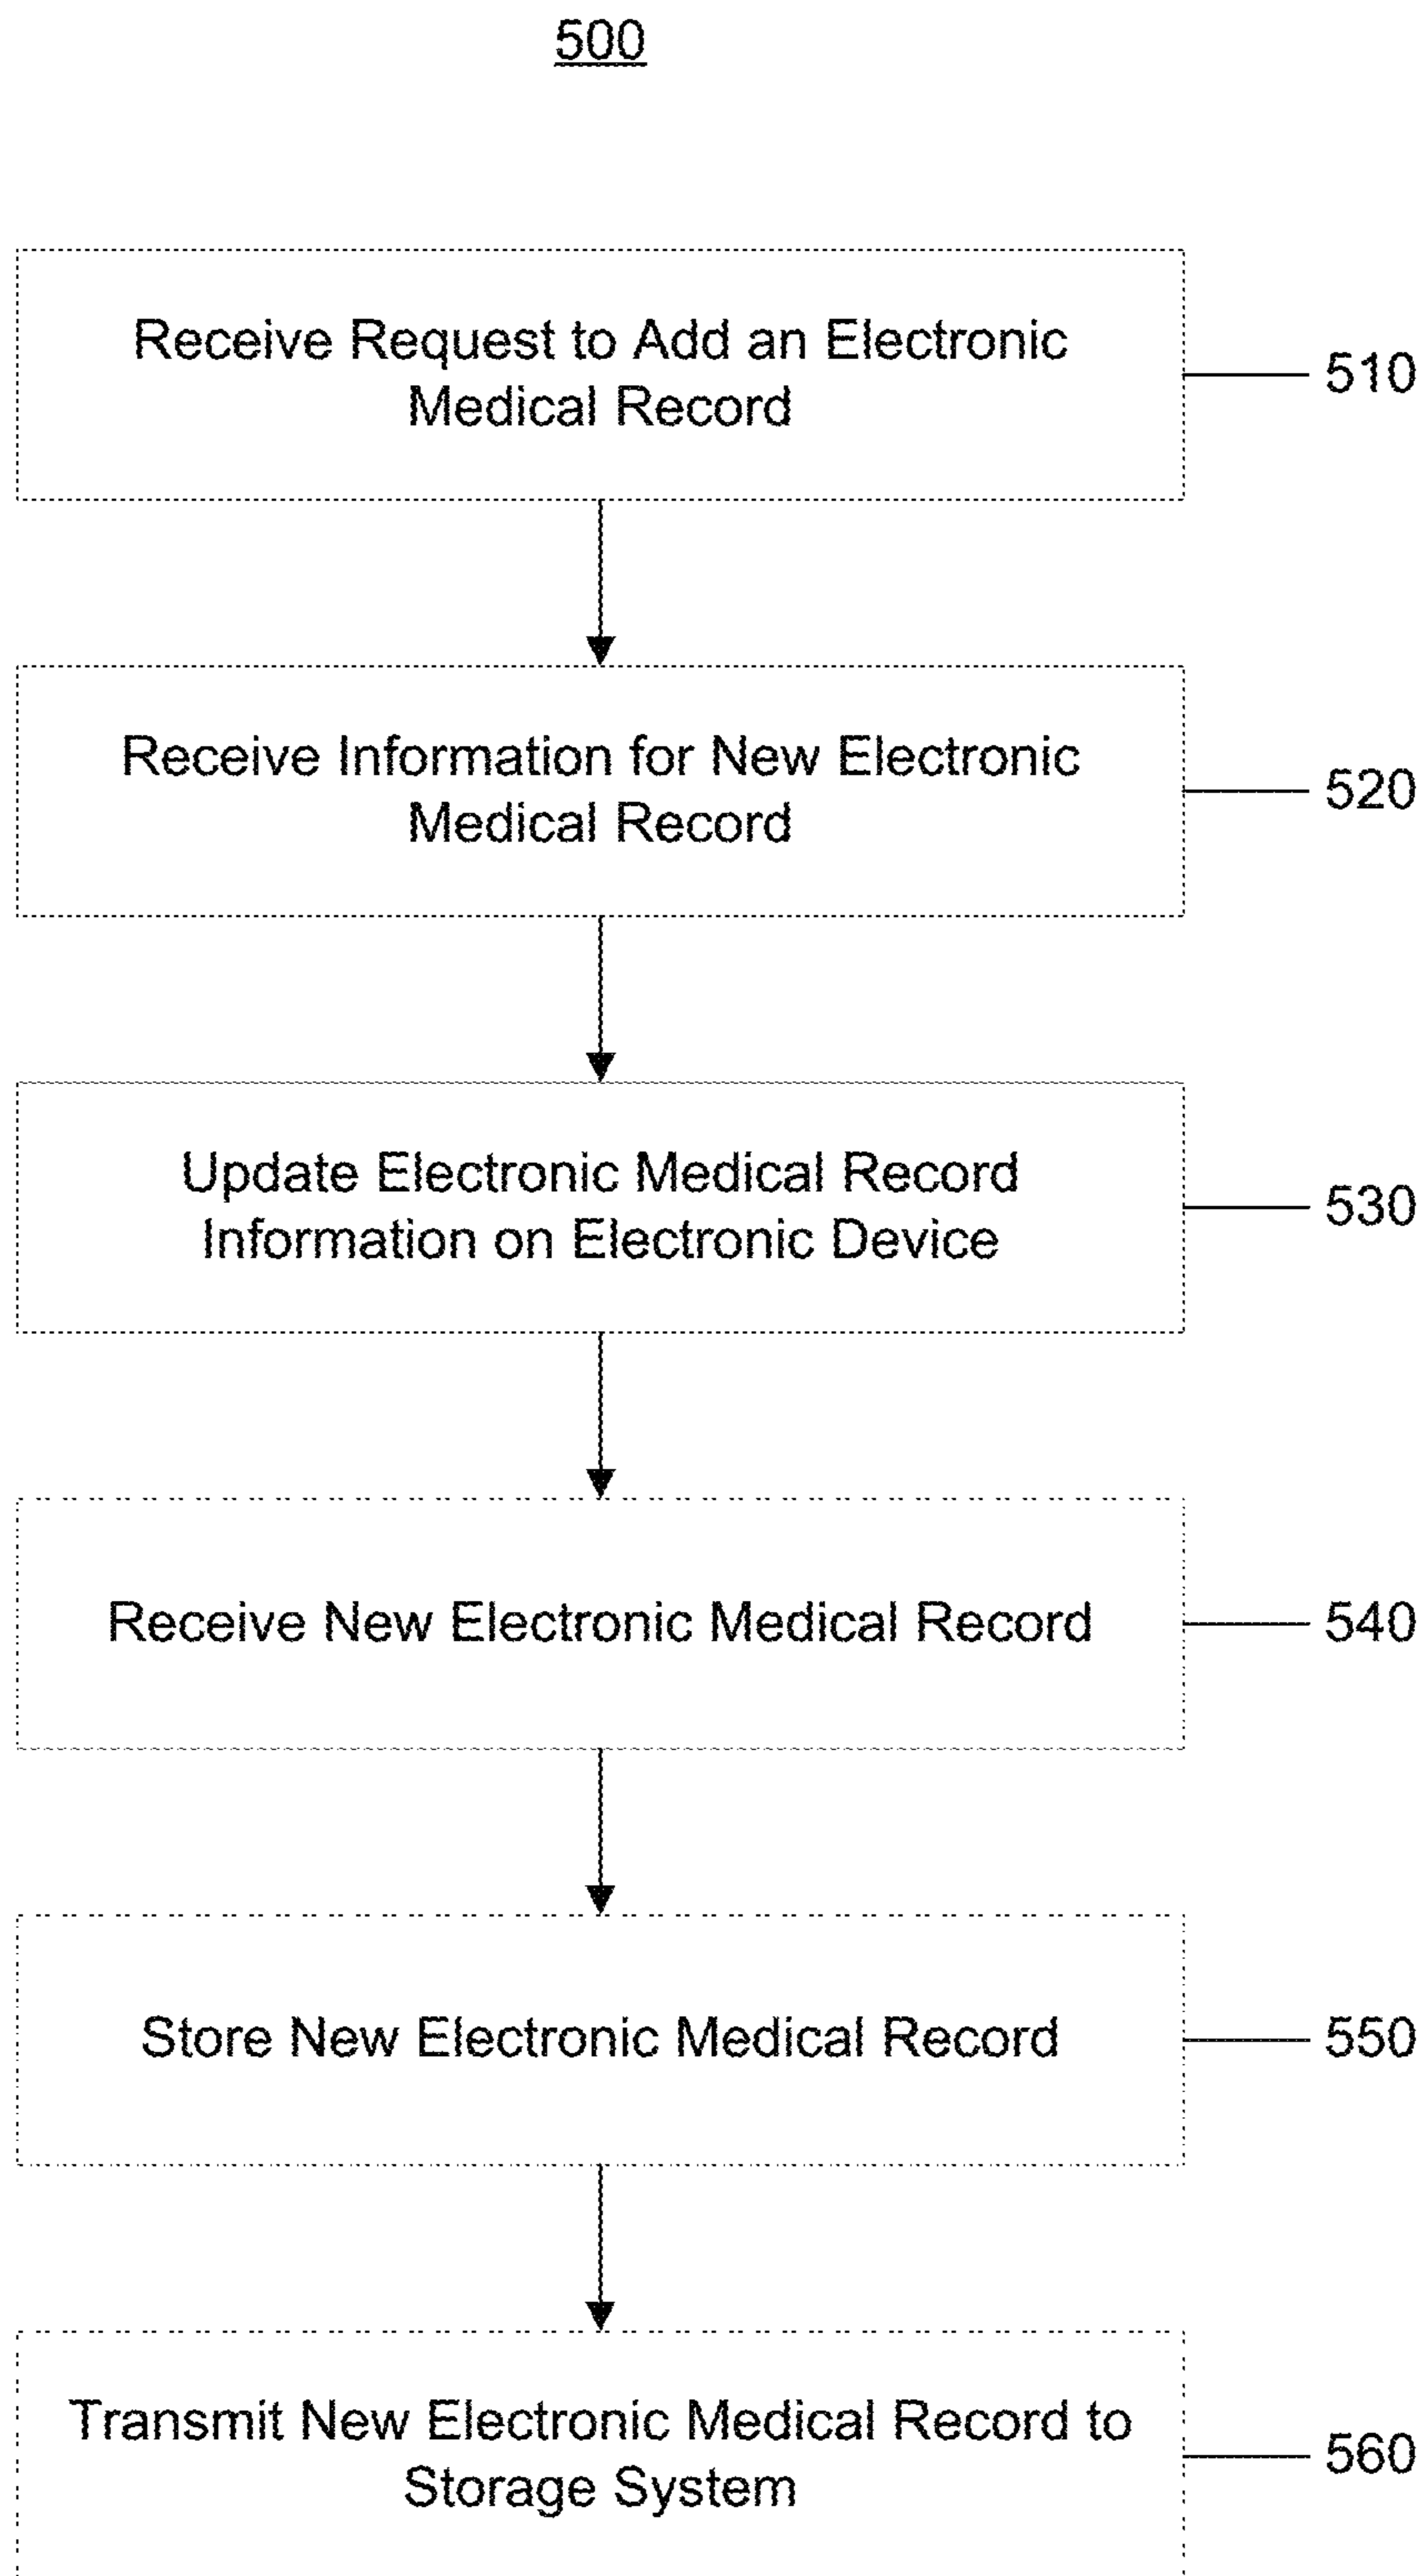 500
Receive Request to Add an Electronic
Medical Record
510
Receive Information for New Electronic
Medical Record
520
Update Electronic Medical Record
Information on Electronic Device
530
Receive New Electronic Medical Record
540
Store New Electronic Medical Record
550
Transmit New Electronic Medical Record to
Storage System
560